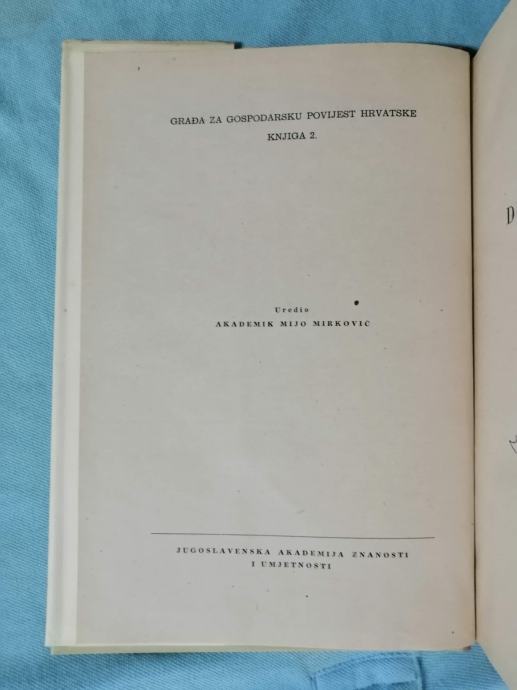 GRAĐA ZA GOSPODARSKU POVIJEST HRVATSKE
KNJIGA 2.
Uredio
AKADEMIK MIJO MIRKOVIĆ
JUGOSLAVENSKA AKADEMIJA ZNANOSTI
I UMJETNOSTI
D